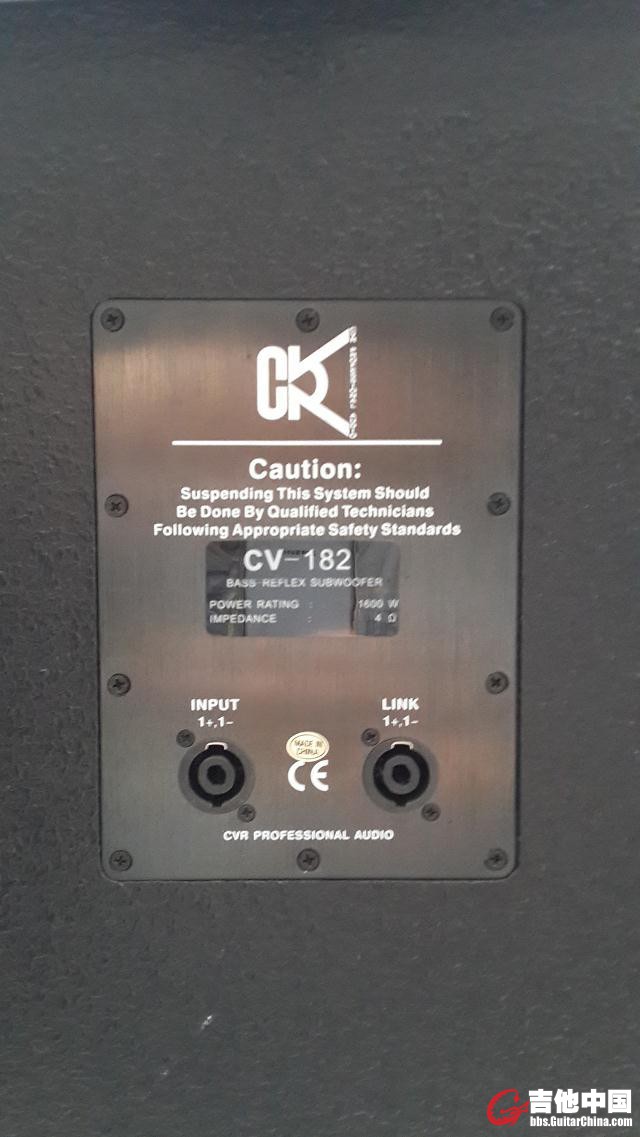 CVR
Caution:
Suspending This System Should
Be Done By Qualified Technicians
Following Appropriate Safety Standards
CV-182
BASS REFLEX SUBWOOFER
POWER RATING : 1600 W
IMPEDANCE : 4 Ω
INPUT LINK
1+,1- 1+,1-
MADE IN
CHINA
CE
CVR PROFESSIONAL AUDIO
吉他中国
bbs.GuitarChina.com